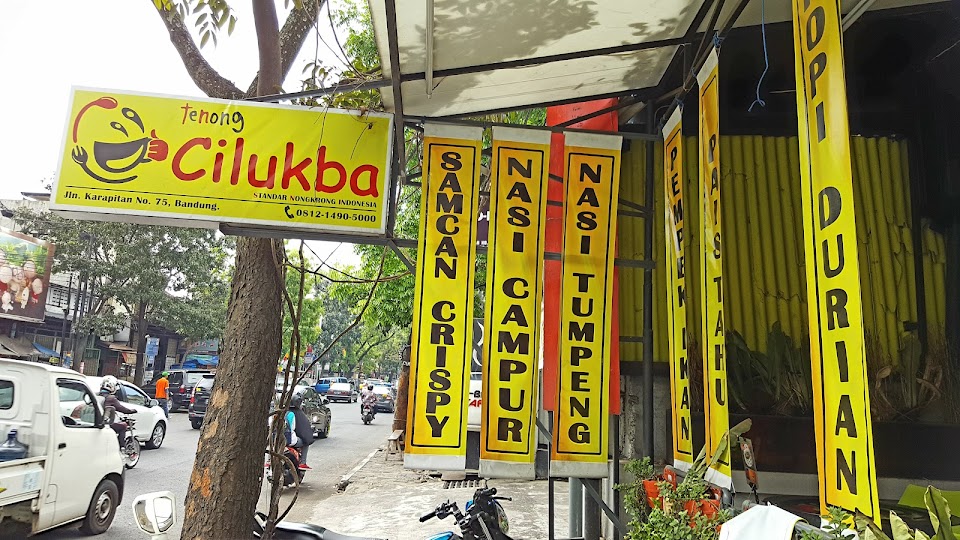 tenong
Cilukba
STANDAR NONGKRONG INDONESIA
Jln. Karapitan No. 75, Bandung.
0812-1490-5000
SAMCAN CRISPY
NASI CAMPUR
NASI TUMPENG
PEMPEK IKAN
PAIS TAHU
KOPI DURIAN